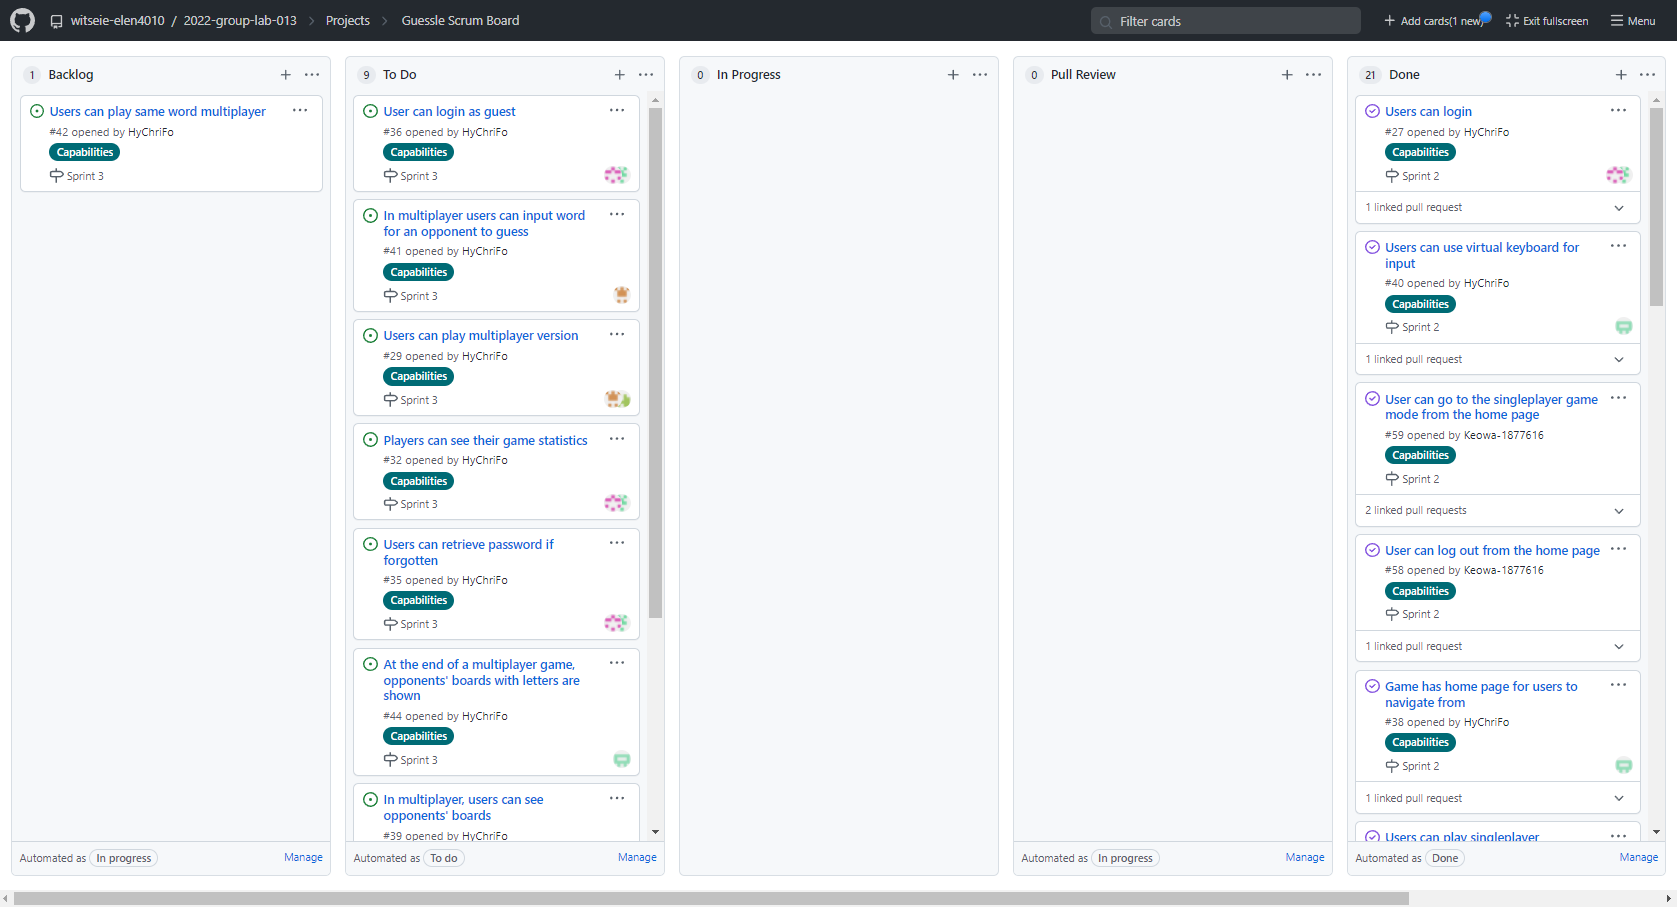 witseie-elen4010 / 2022-group-lab-013 Projects Guessle Scrum Board Filter cards Add cards(1 new) Exit fullscreen Menu
1 Backlog
Users can play same word multiplayer
#42 opened by HyChriFo
Capabilities
Sprint 3
Automated as In progress Manage
9 To Do
User can login as guest
#36 opened by HyChriFo
Capabilities
Sprint 3
In multiplayer users can input word
for an opponent to guess
#41 opened by HyChriFo
Capabilities
Sprint 3
Users can play multiplayer version
#29 opened by HyChriFo
Capabilities
Sprint 3
Players can see their game statistics
#32 opened by HyChriFo
Capabilities
Sprint 3
Users can retrieve password if
forgotten
#35 opened by HyChriFo
Capabilities
Sprint 3
At the end of a multiplayer game,
opponents' boards with letters are
shown
#44 opened by HyChriFo
Capabilities
Sprint 3
In multiplayer, users can see
opponents' boards
#39 opened by HyChriFo
Automated as To do Manage
0 In Progress
0 Pull Review
Automated as In progress Manage
21 Done
Users can login
#27 opened by HyChriFo
Capabilities
Sprint 2
1 linked pull request
Users can use virtual keyboard for
input
#40 opened by HyChriFo
Capabilities
Sprint 2
1 linked pull request
User can go to the singleplayer game
mode from the home page
#59 opened by Keowa-1877616
Capabilities
Sprint 2
2 linked pull requests
User can log out from the home page
#58 opened by Keowa-1877616
Capabilities
Sprint 2
1 linked pull request
Game has home page for users to
navigate from
#38 opened by HyChriFo
Capabilities
Sprint 2
1 linked pull request
Users can play singleplayer
Automated as Done Manage